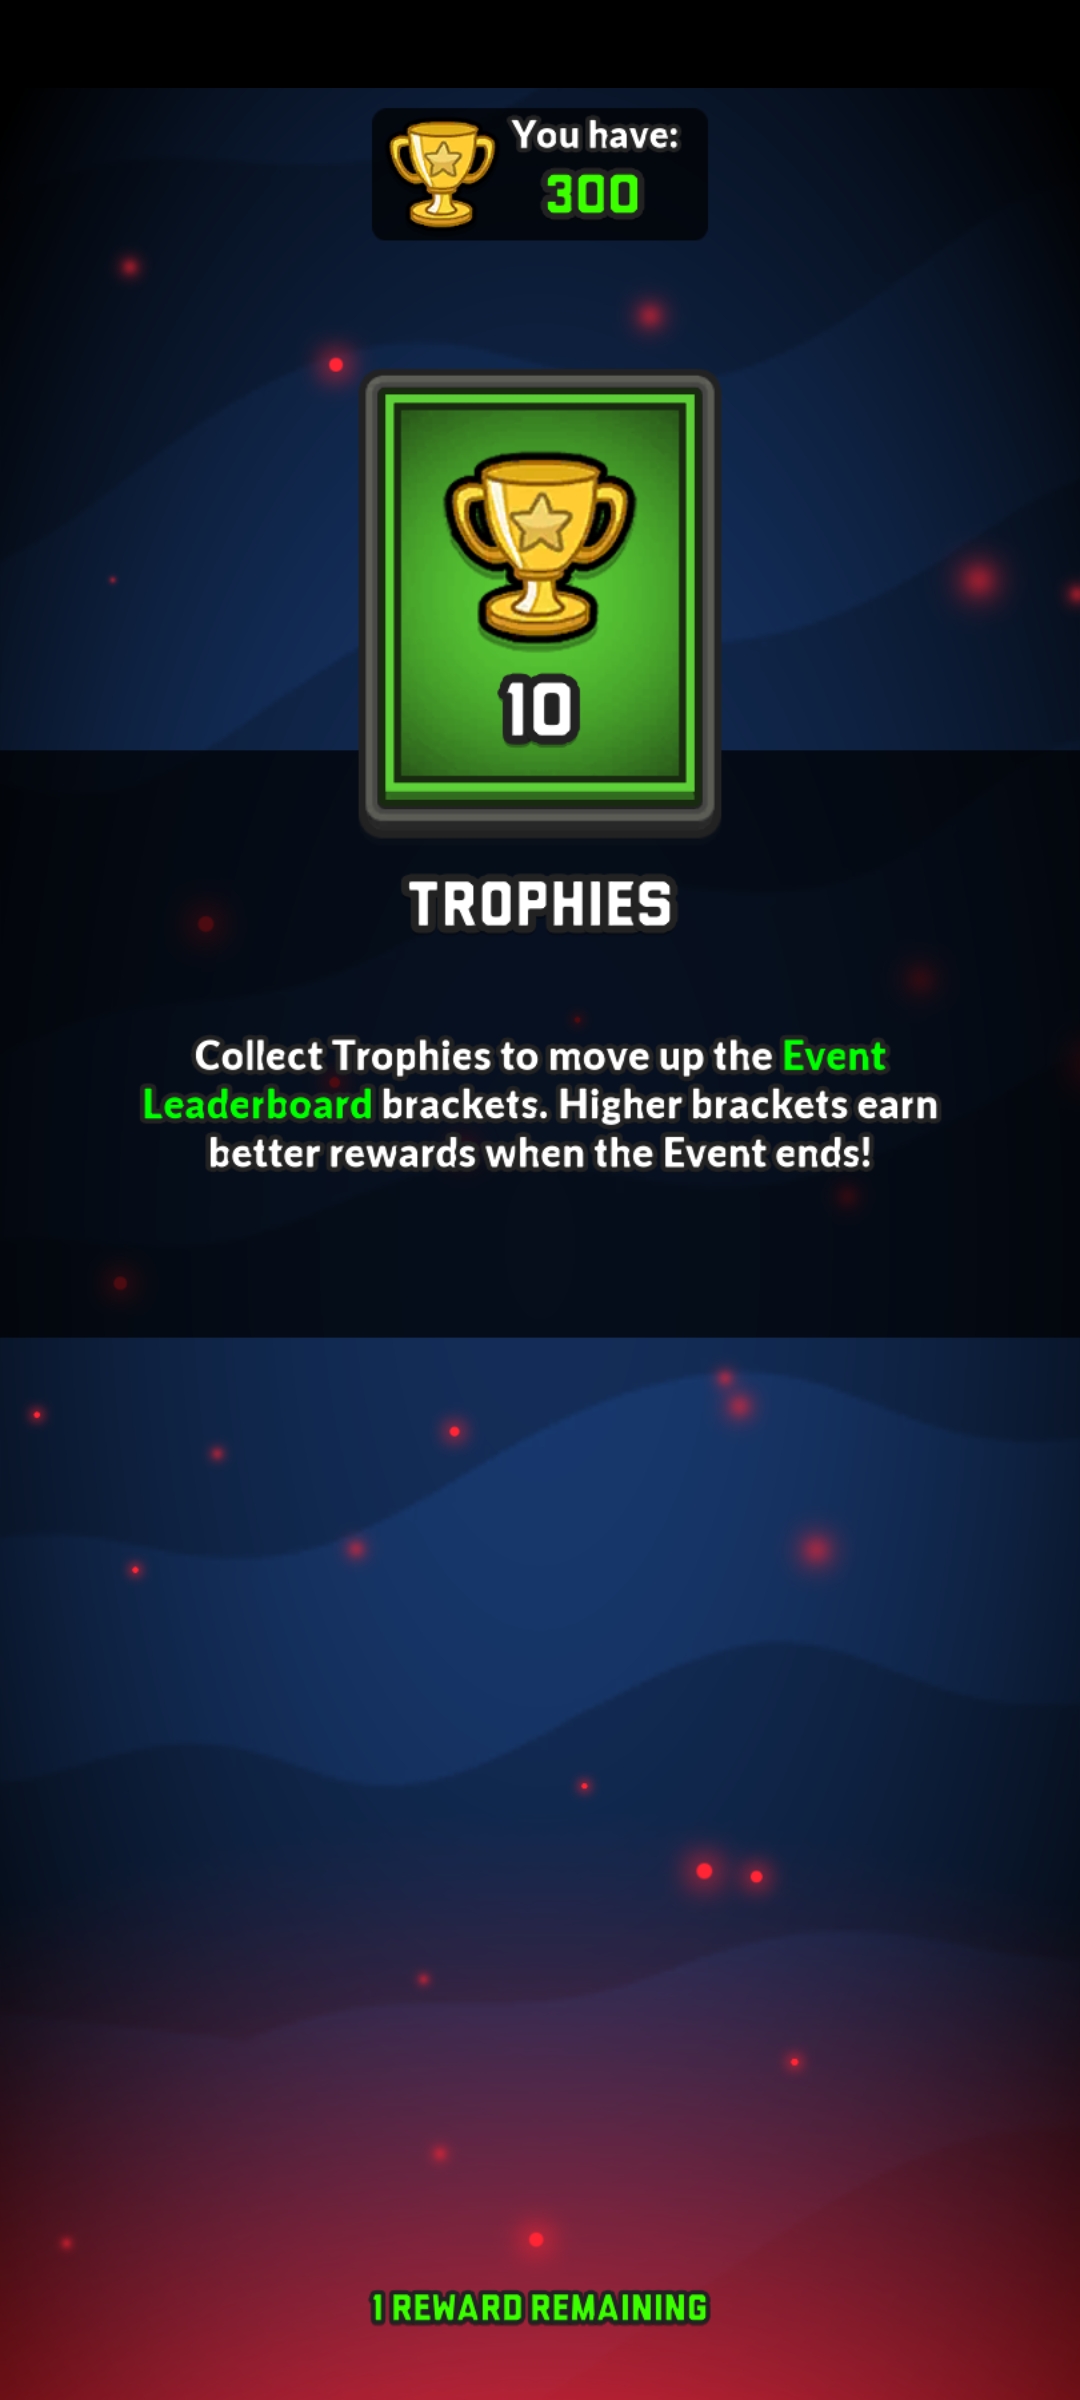 You have:
300
10
TROPHIES
Collect Trophies to move up the Event
Leaderboard brackets. Higher brackets earn
better rewards when the Event ends!
1 REWARD REMAINING